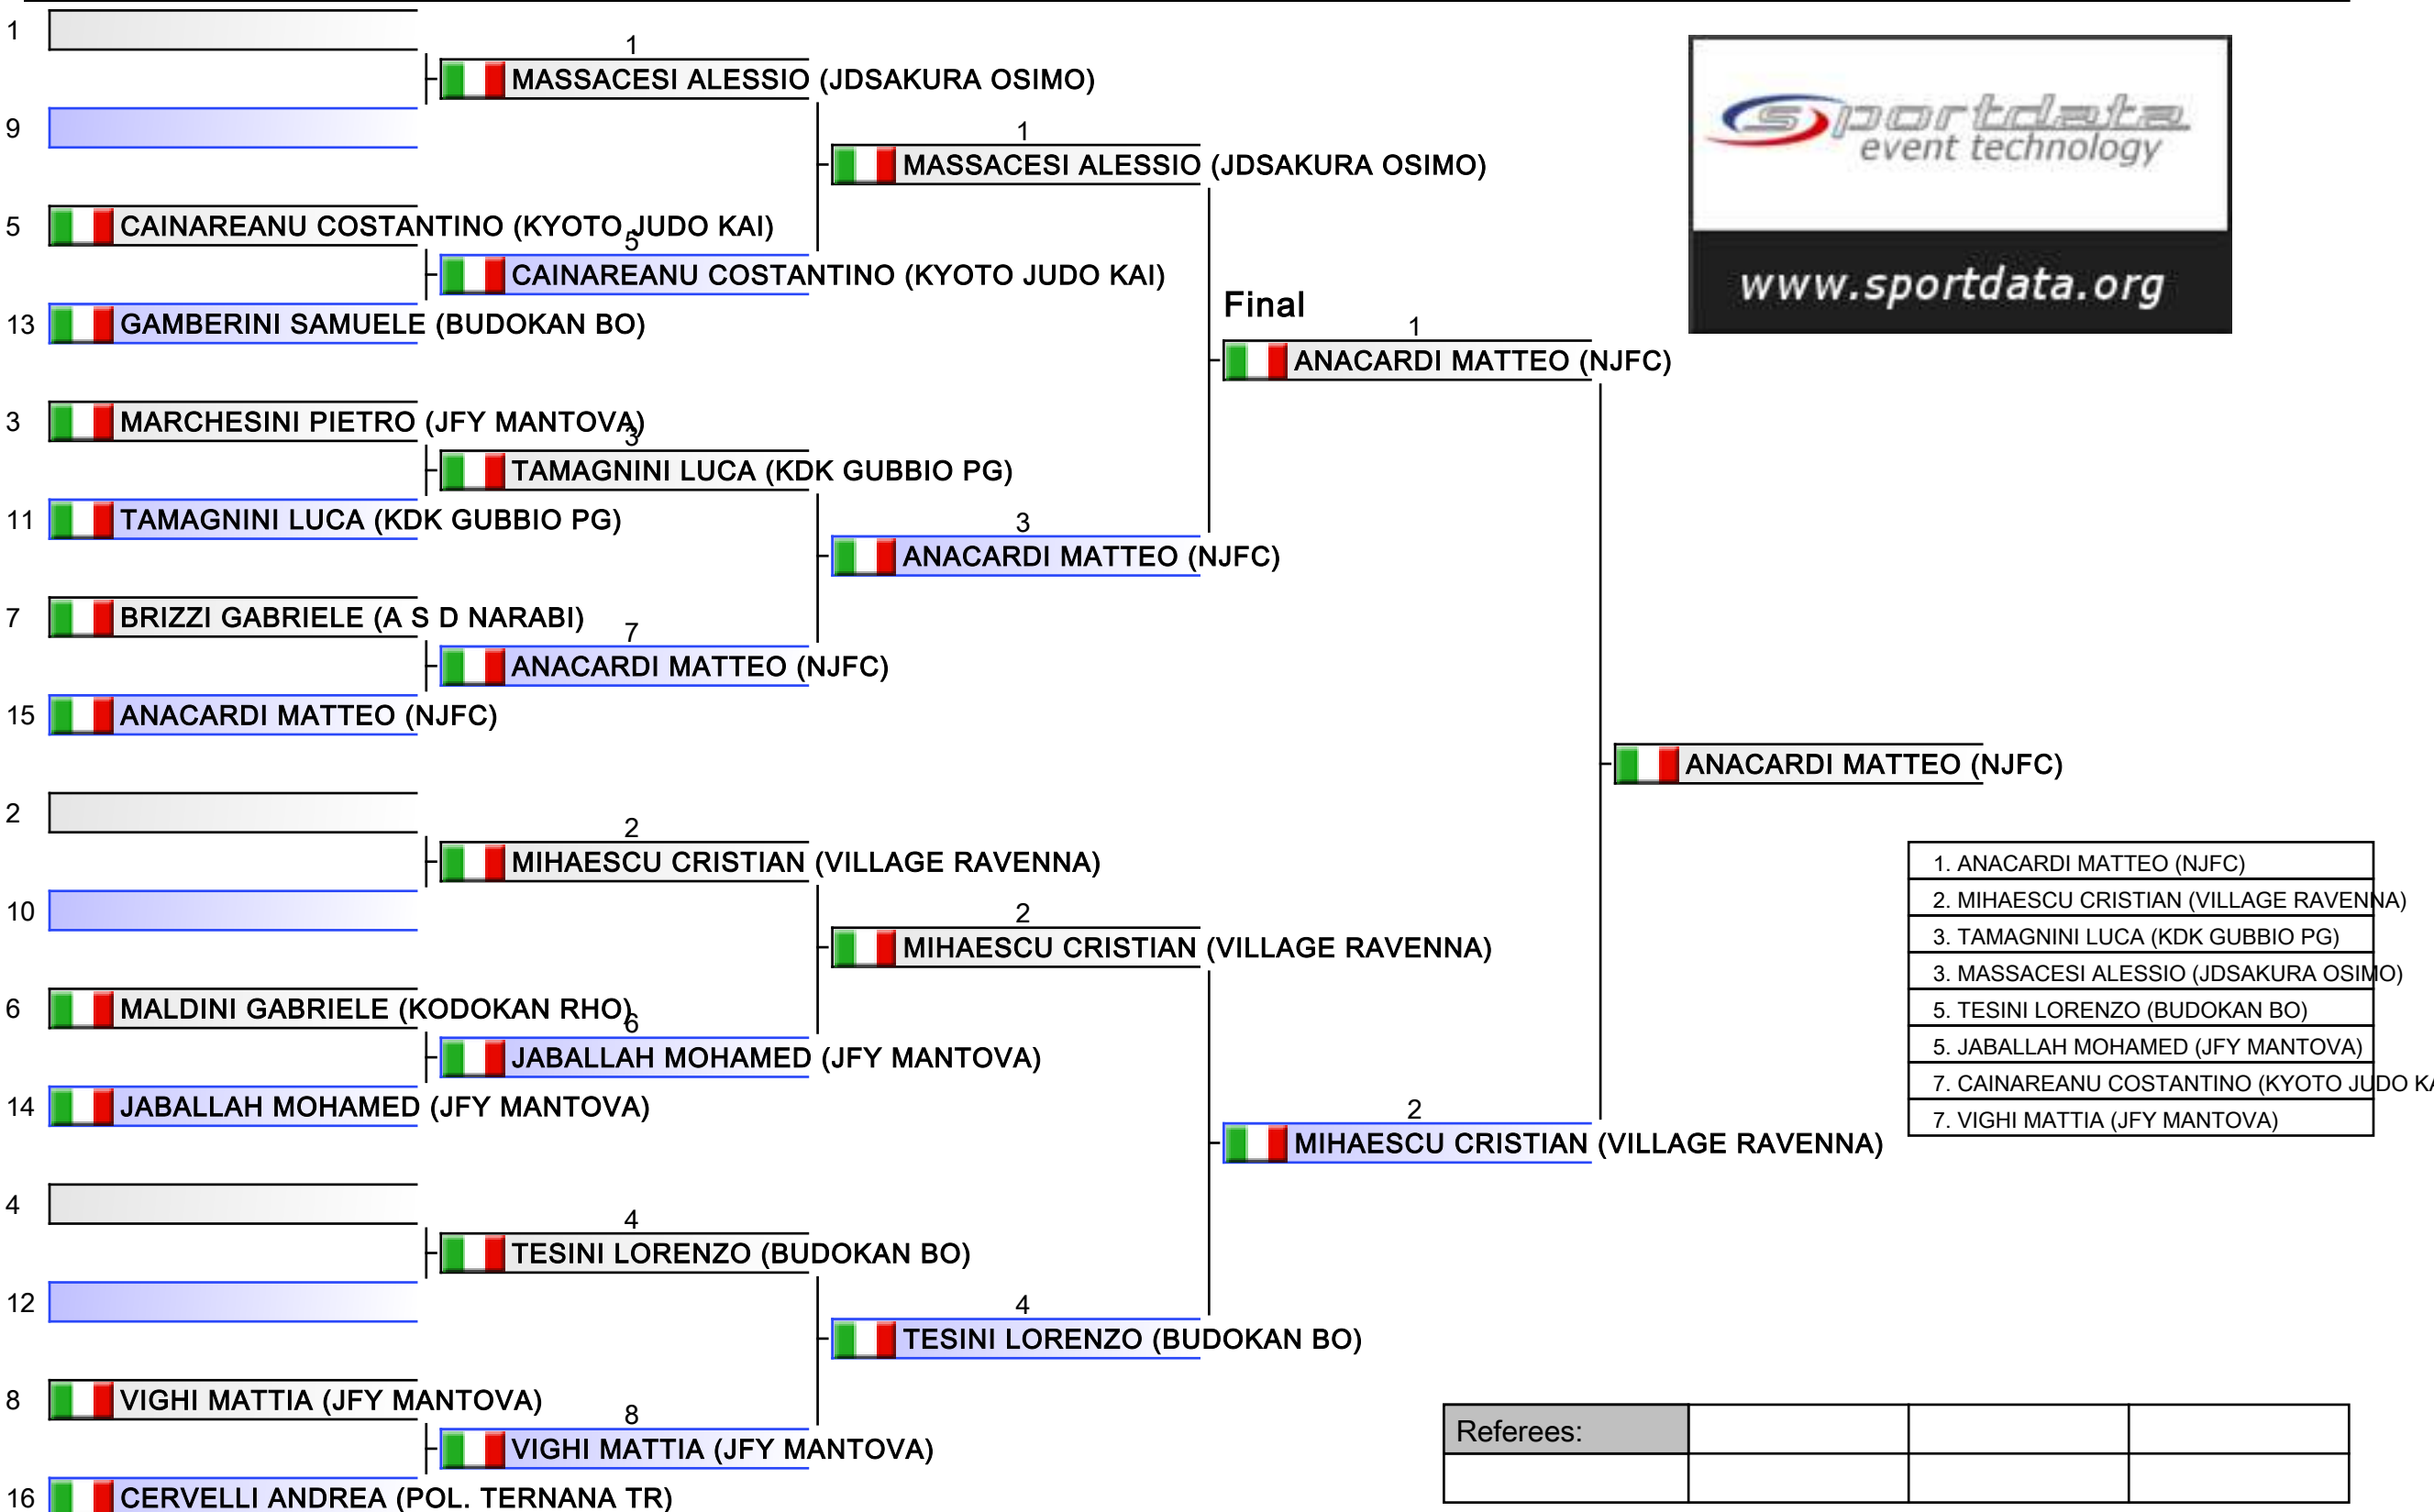 1
1
MASSACESI ALESSIO (JDSAKURA OSIMO)
9
1
MASSACESI ALESSIO (JDSAKURA OSIMO)
5
CAINAREANU COSTANTINO (KYOTO JUDO KAI)
5
CAINAREANU COSTANTINO (KYOTO JUDO KAI)
13
GAMBERINI SAMUELE (BUDOKAN BO)
sportdata
event technology
www.sportdata.org
Final
1
ANACARDI MATTEO (NJFC)
3
MARCHESINI PIETRO (JFY MANTOVA)
3
TAMAGNINI LUCA (KDK GUBBIO PG)
11
TAMAGNINI LUCA (KDK GUBBIO PG)
3
ANACARDI MATTEO (NJFC)
7
BRIZZI GABRIELE (A S D NARABI)
7
ANACARDI MATTEO (NJFC)
15
ANACARDI MATTEO (NJFC)
ANACARDI MATTEO (NJFC)
2
2
MIHAESCU CRISTIAN (VILLAGE RAVENNA)
10
2
MIHAESCU CRISTIAN (VILLAGE RAVENNA)
6
MALDINI GABRIELE (KODOKAN RHO)
6
JABALLAH MOHAMED (JFY MANTOVA)
14
JABALLAH MOHAMED (JFY MANTOVA)
2
MIHAESCU CRISTIAN (VILLAGE RAVENNA)
1. ANACARDI MATTEO (NJFC)
2. MIHAESCU CRISTIAN (VILLAGE RAVENNA)
3. TAMAGNINI LUCA (KDK GUBBIO PG)
3. MASSACESI ALESSIO (JDSAKURA OSIMO)
5. TESINI LORENZO (BUDOKAN BO)
5. JABALLAH MOHAMED (JFY MANTOVA)
7. CAINAREANU COSTANTINO (KYOTO JUDO KA
7. VIGHI MATTIA (JFY MANTOVA)
4
4
TESINI LORENZO (BUDOKAN BO)
12
4
TESINI LORENZO (BUDOKAN BO)
8
VIGHI MATTIA (JFY MANTOVA)
8
VIGHI MATTIA (JFY MANTOVA)
16
CERVELLI ANDREA (POL. TERNANA TR)
Referees: